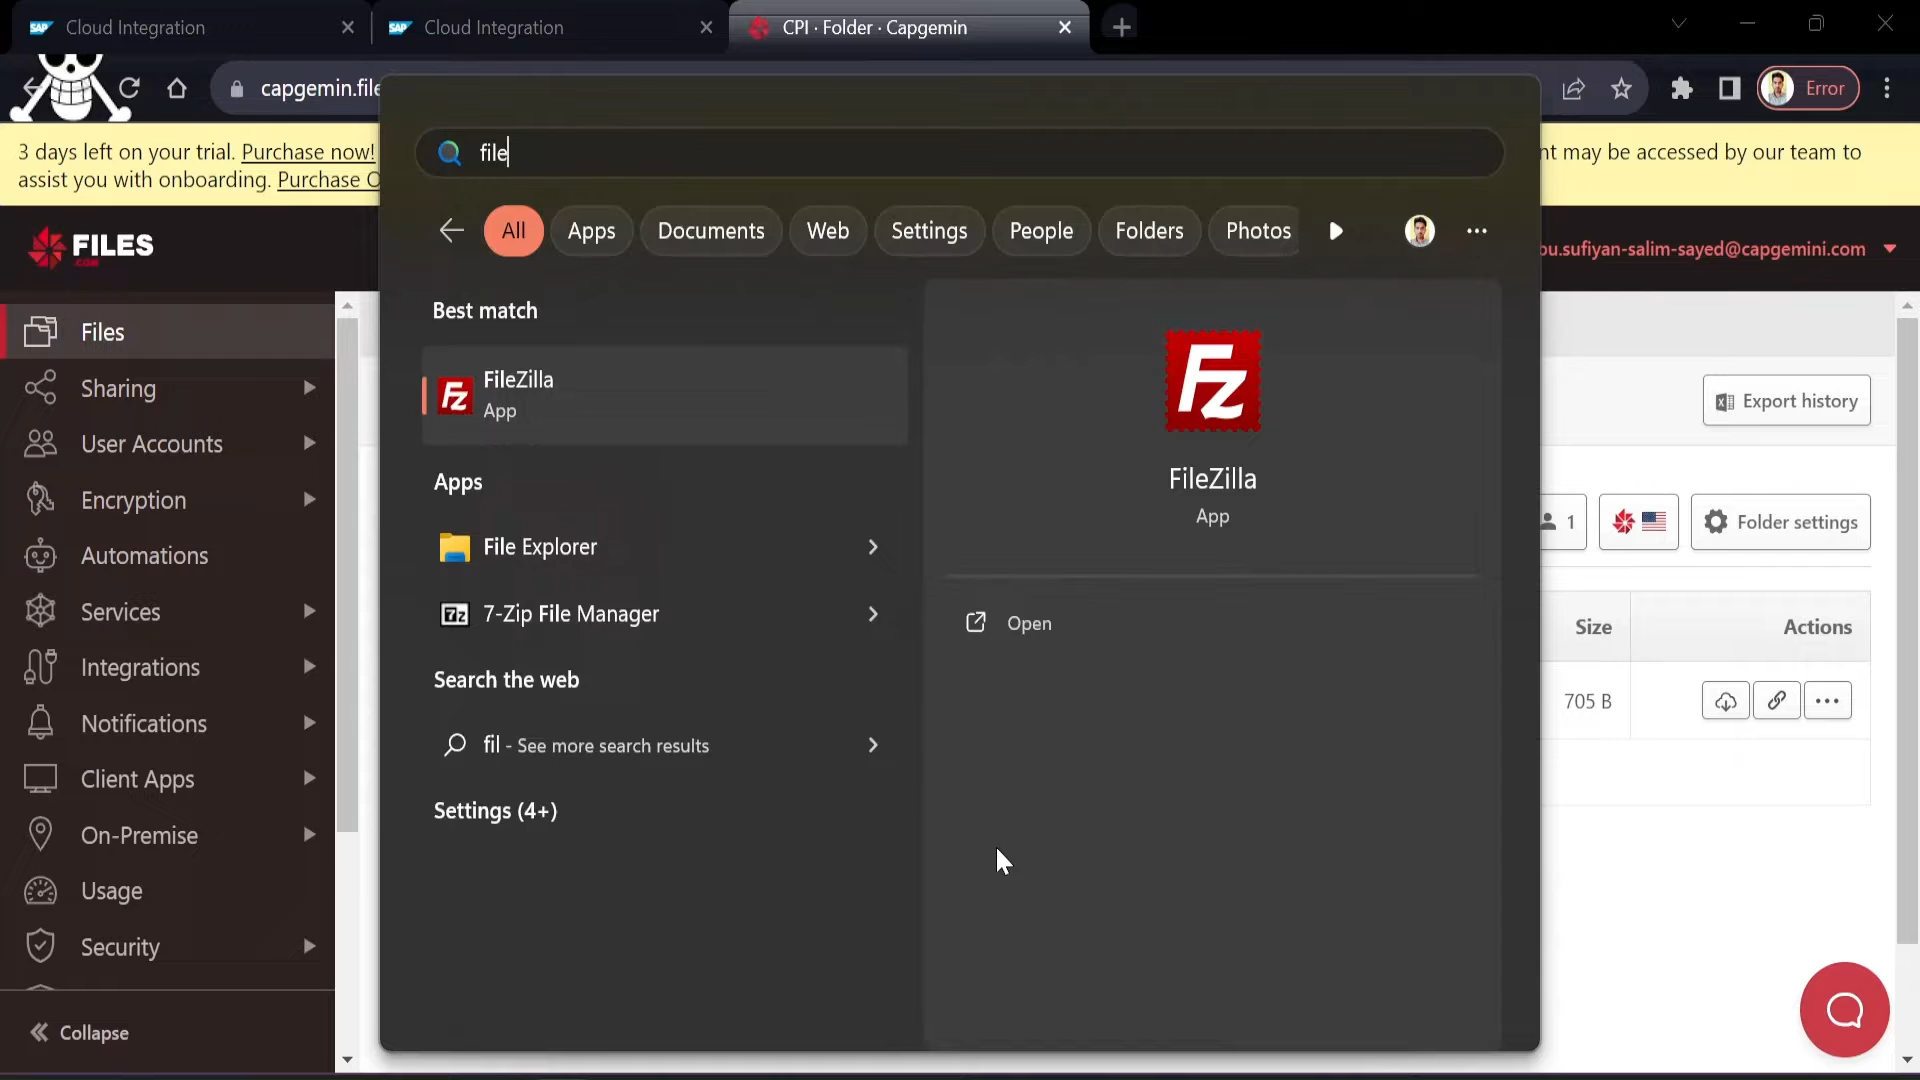 Cloud Integration
Cloud Integration
CPI · Folder · Capgemin
capgemin.file
Error
3 days left on your trial. Purchase now!
assist you with onboarding. Purchase O
nt may be accessed by our team to
FILES
.COM
ou.sufiyan-salim-sayed@capgemini.com
file
All
Apps
Documents
Web
Settings
People
Folders
Photos
Files
Sharing
User Accounts
Encryption
Automations
Services
Integrations
Notifications
Client Apps
On-Premise
Usage
Security
Collapse
Best match
FileZilla
App
Apps
File Explorer
7-Zip File Manager
Search the web
fil - See more search results
Settings (4+)
FileZilla
App
Open
Export history
1
Folder settings
Size
Actions
705 B